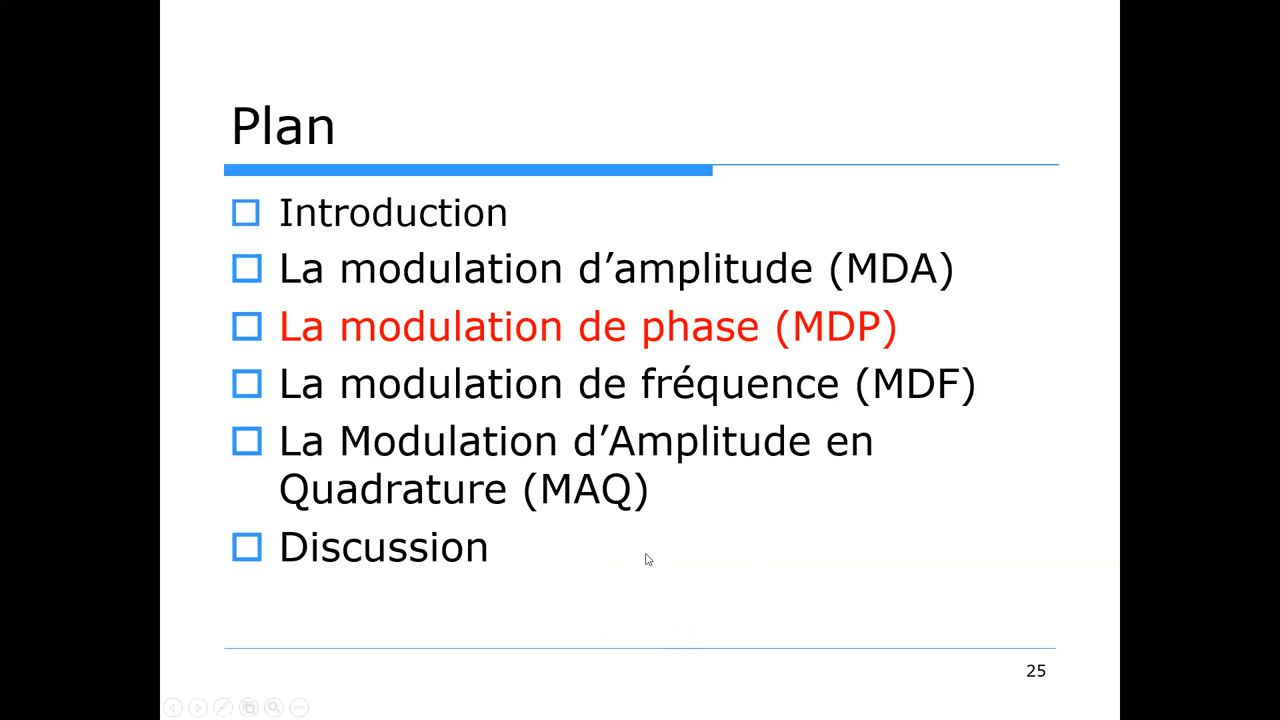 Plan
Introduction
La modulation d’amplitude (MDA)
La modulation de phase (MDP)
La modulation de fréquence (MDF)
La Modulation d’Amplitude en
Quadrature (MAQ)
Discussion
25